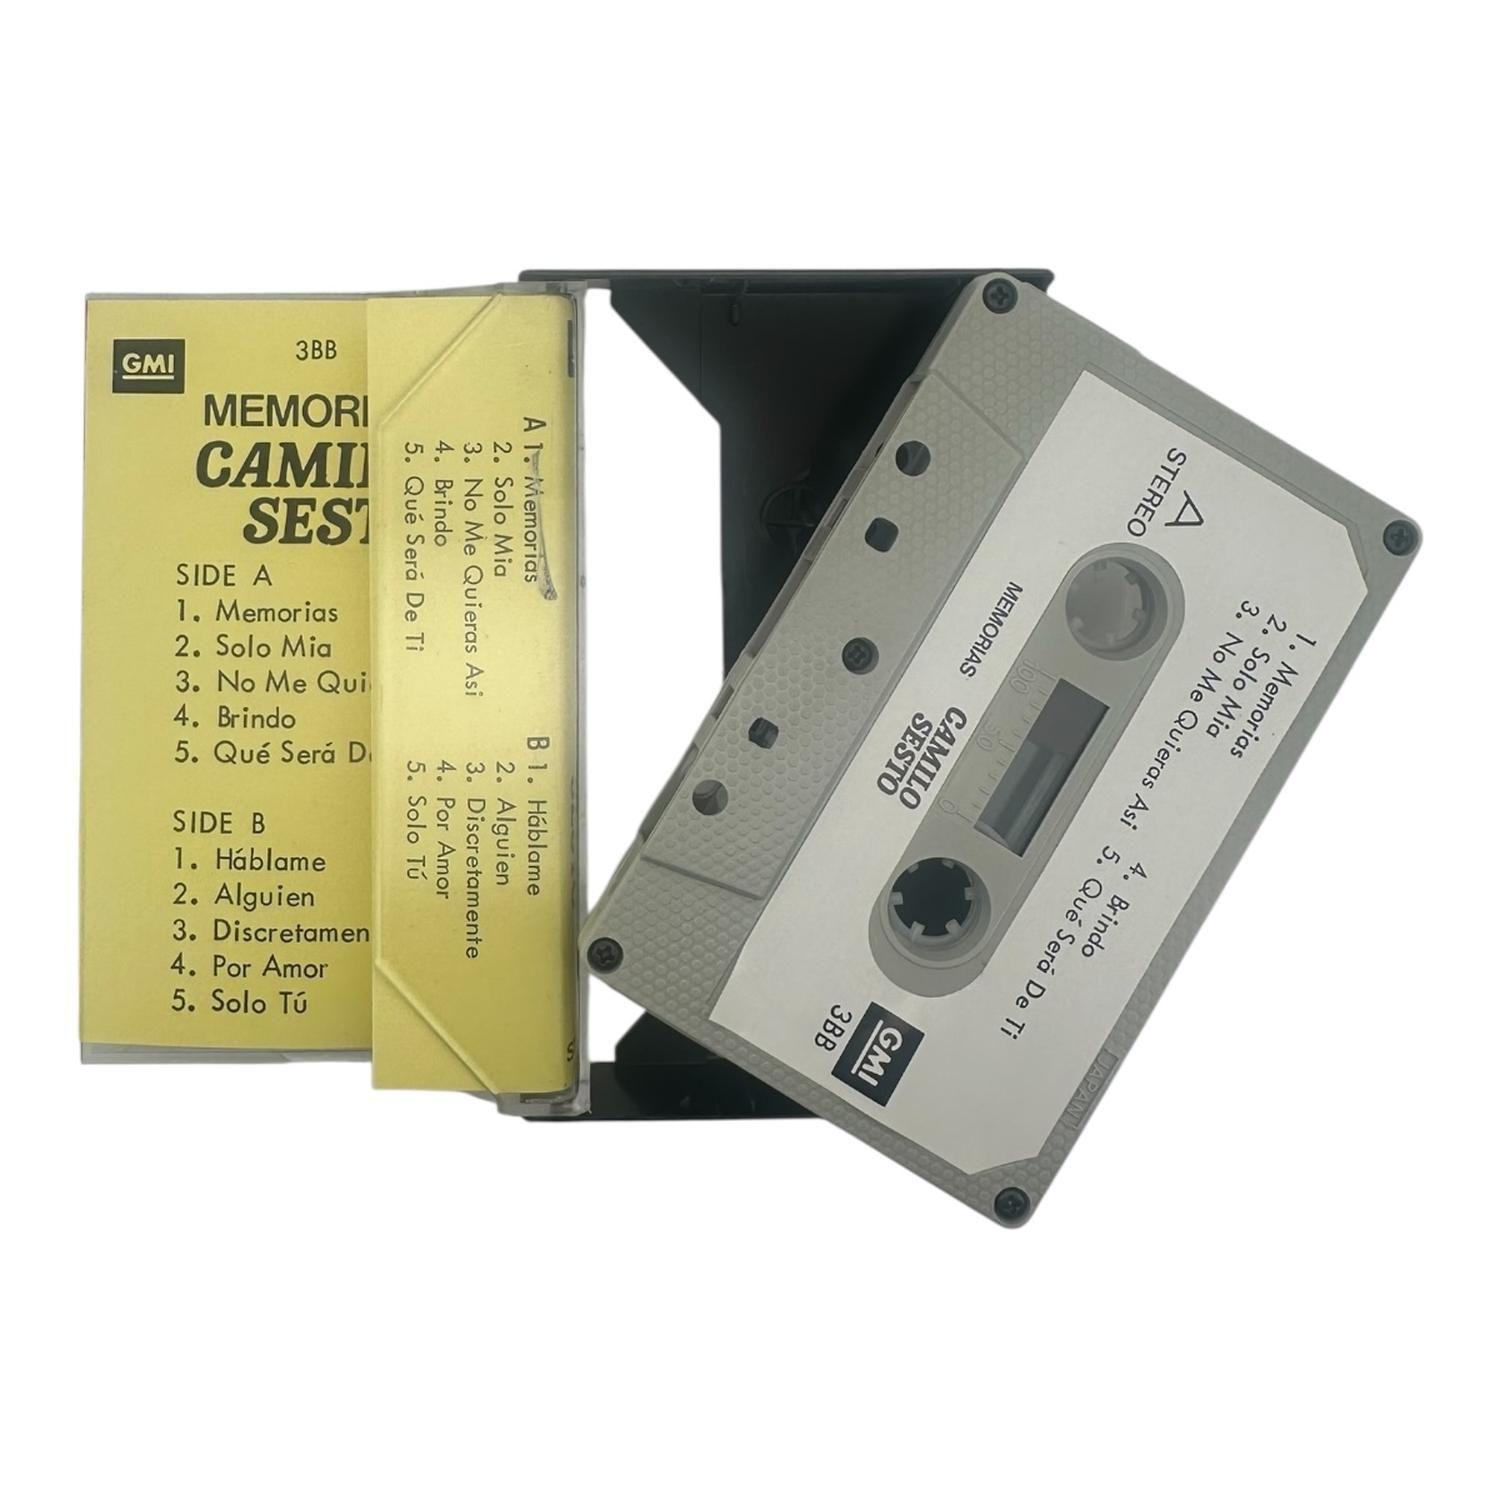 GMI
3BB
MEMORI
CAMIL
SEST
SIDE A
1. Memorias
2. Solo Mia
3. No Me Qui
4. Brindo
5. Qué Será De
SIDE B
1. Háblame
2. Alguien
3. Discretamen
4. Por Amor
5. Solo Tú
A 1. Memorias
2. Solo Mia
3. No Me Quieras Asi
4. Brindo
5. Qué Será De Ti
B 1. Háblame
2. Alguien
3. Discretamente
4. Por Amor
5. Solo Tú
STEREO
A
1. Memorias
2. Solo Mia
3. No Me Quieras Asi
4. Brindo
5. Qué Será De Ti
MEMORIAS
CAMILO
SESTO
100
50
0
GMI
3BB
JAPAN